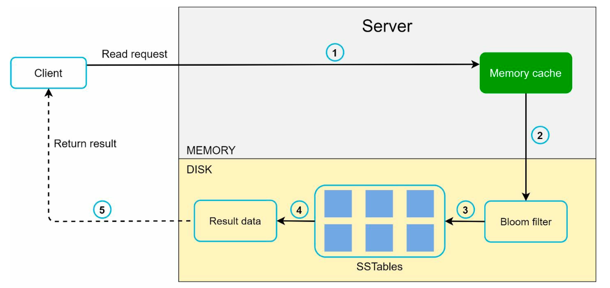 Server
Read request
1
Client
Memory cache
2
Return result
MEMORY
DISK
5
Result data
4
3
Bloom filter
SSTables